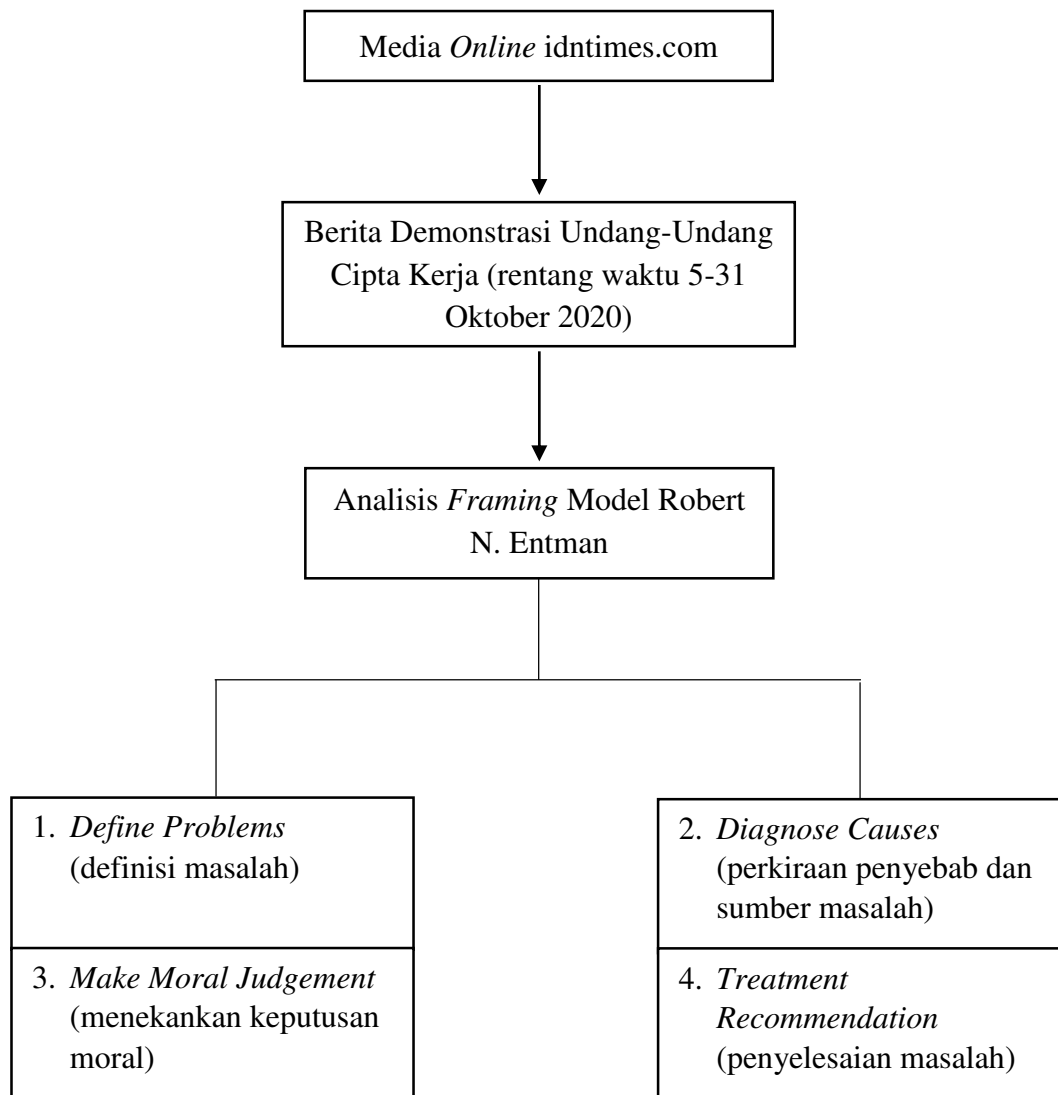 Media Online idntimes.com
Berita Demonstrasi Undang-Undang
Cipta Kerja (rentang waktu 5-31
Oktober 2020)
Analisis Framing Model Robert
N. Entman
1. Define Problems
(definisi masalah)
2. Diagnose Causes
(perkiraan penyebab dan
sumber masalah)
3. Make Moral Judgement
(menekankan keputusan
moral)
4. Treatment
Recommendation
(penyelesaian masalah)